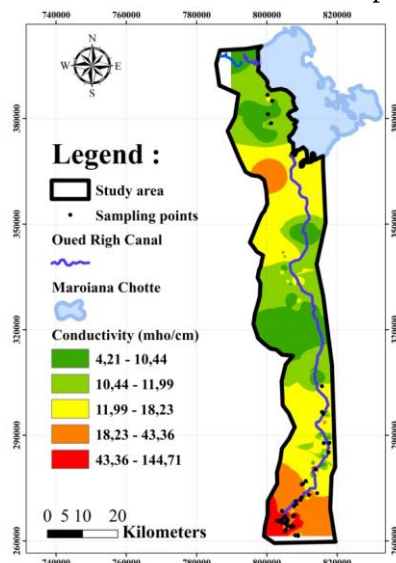 740000 760000 780000 800000 820000
N
W E
S
380000
Legend :
Study area
Sampling points
Oued Righ Canal
350000
Maroiana Chotte
Conductivity (mho/cm)
320000
4,21 - 10,44
10,44 - 11,99
11,99 - 18,23
18,23 - 43,36
290000
43,36 - 144,71
0 5 10 20
Kilometers
260000 260000
740000 760000 780000 800000 820000